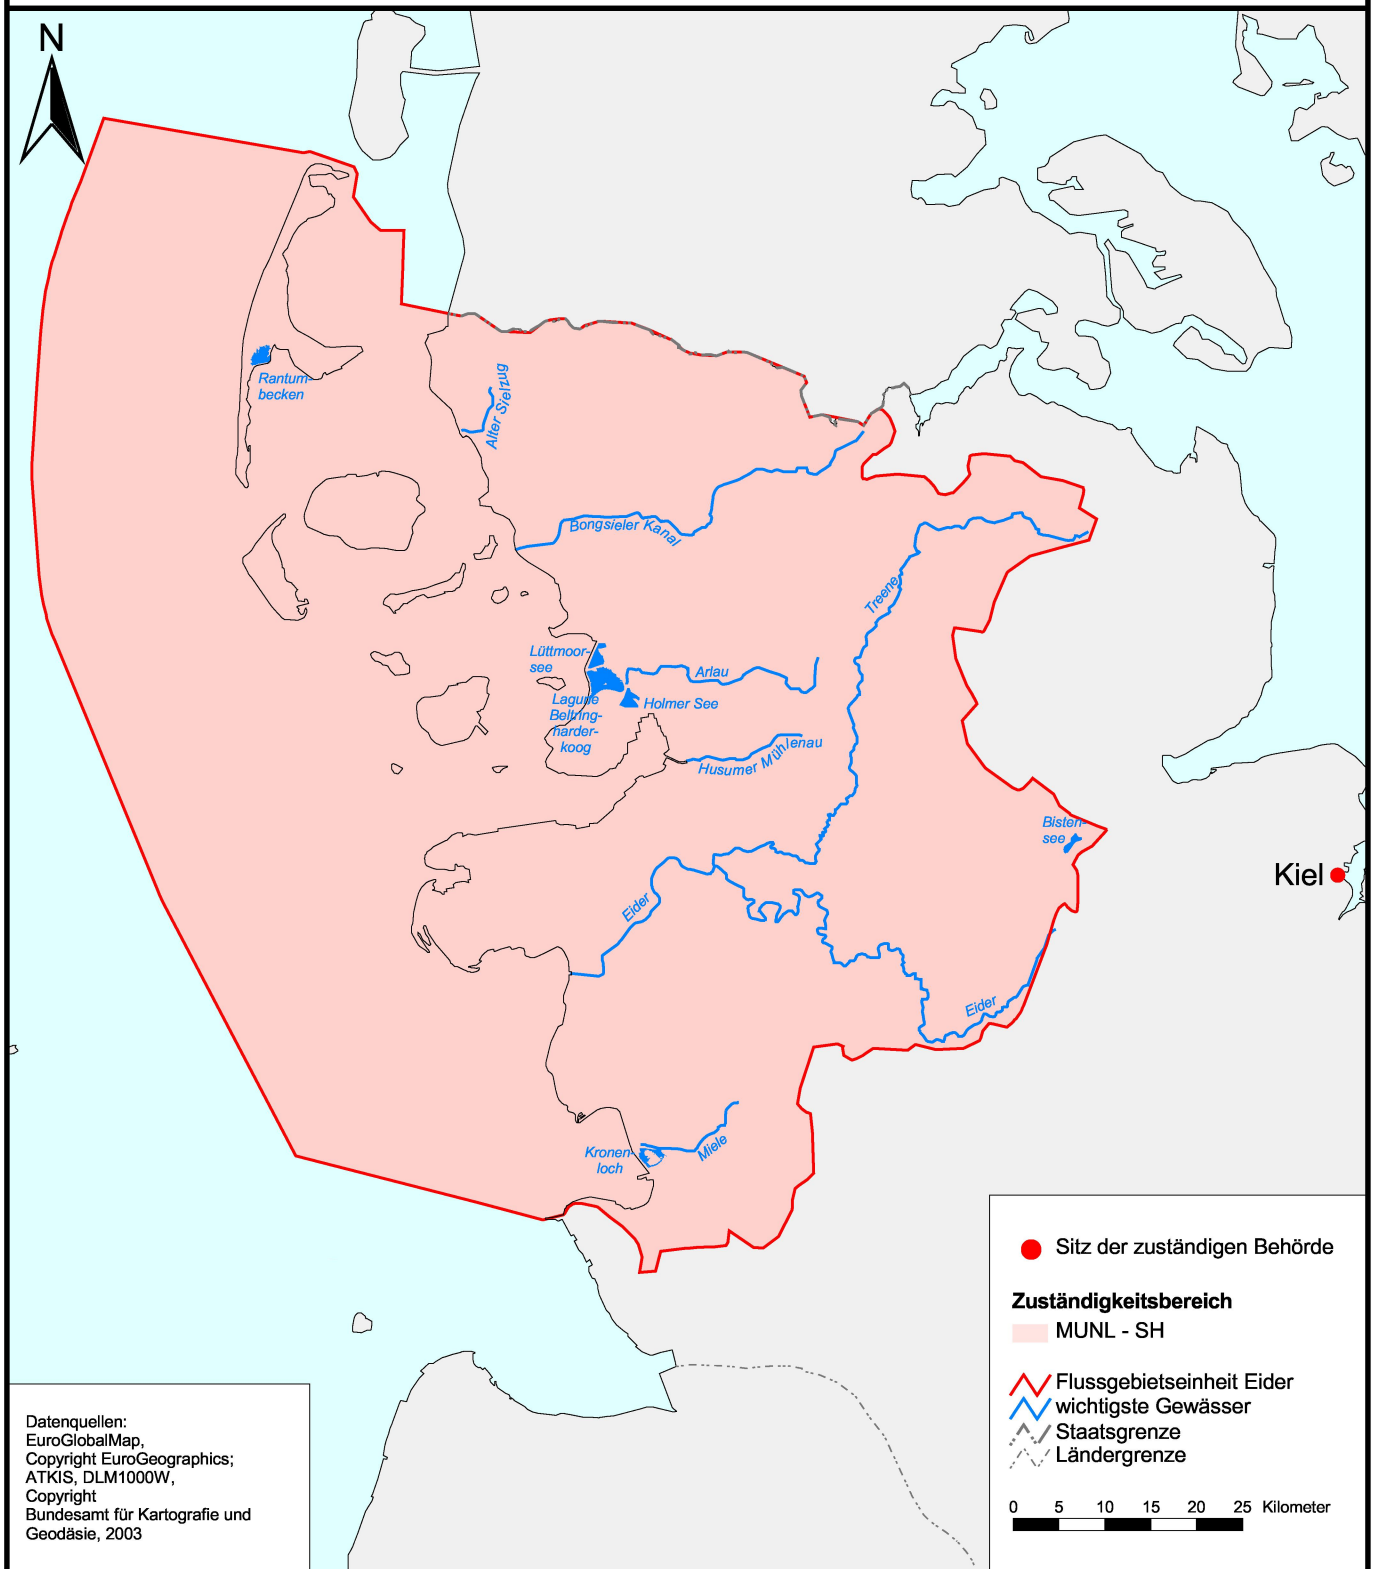 N
Rantum-
becken
Alter Sielzug
Bongsieler Kanal
Treene
Lüttmoor-
see
Arlau
Lagune
Beltring-
harder-
koog
Holmer See
Husumer Mühlenau
Bisten-
see
Kiel
Eider
Eider
Kronen-
loch
Miele
Sitz der zuständigen Behörde
Zuständigkeitsbereich
MUNL - SH
Flussgebietseinheit Eider
wichtigste Gewässer
Staatsgrenze
Ländergrenze
0 5 10 15 20 25 Kilometer
Datenquellen:
EuroGlobalMap,
Copyright EuroGeographics;
ATKIS, DLM1000W,
Copyright
Bundesamt für Kartografie und
Geodäsie, 2003